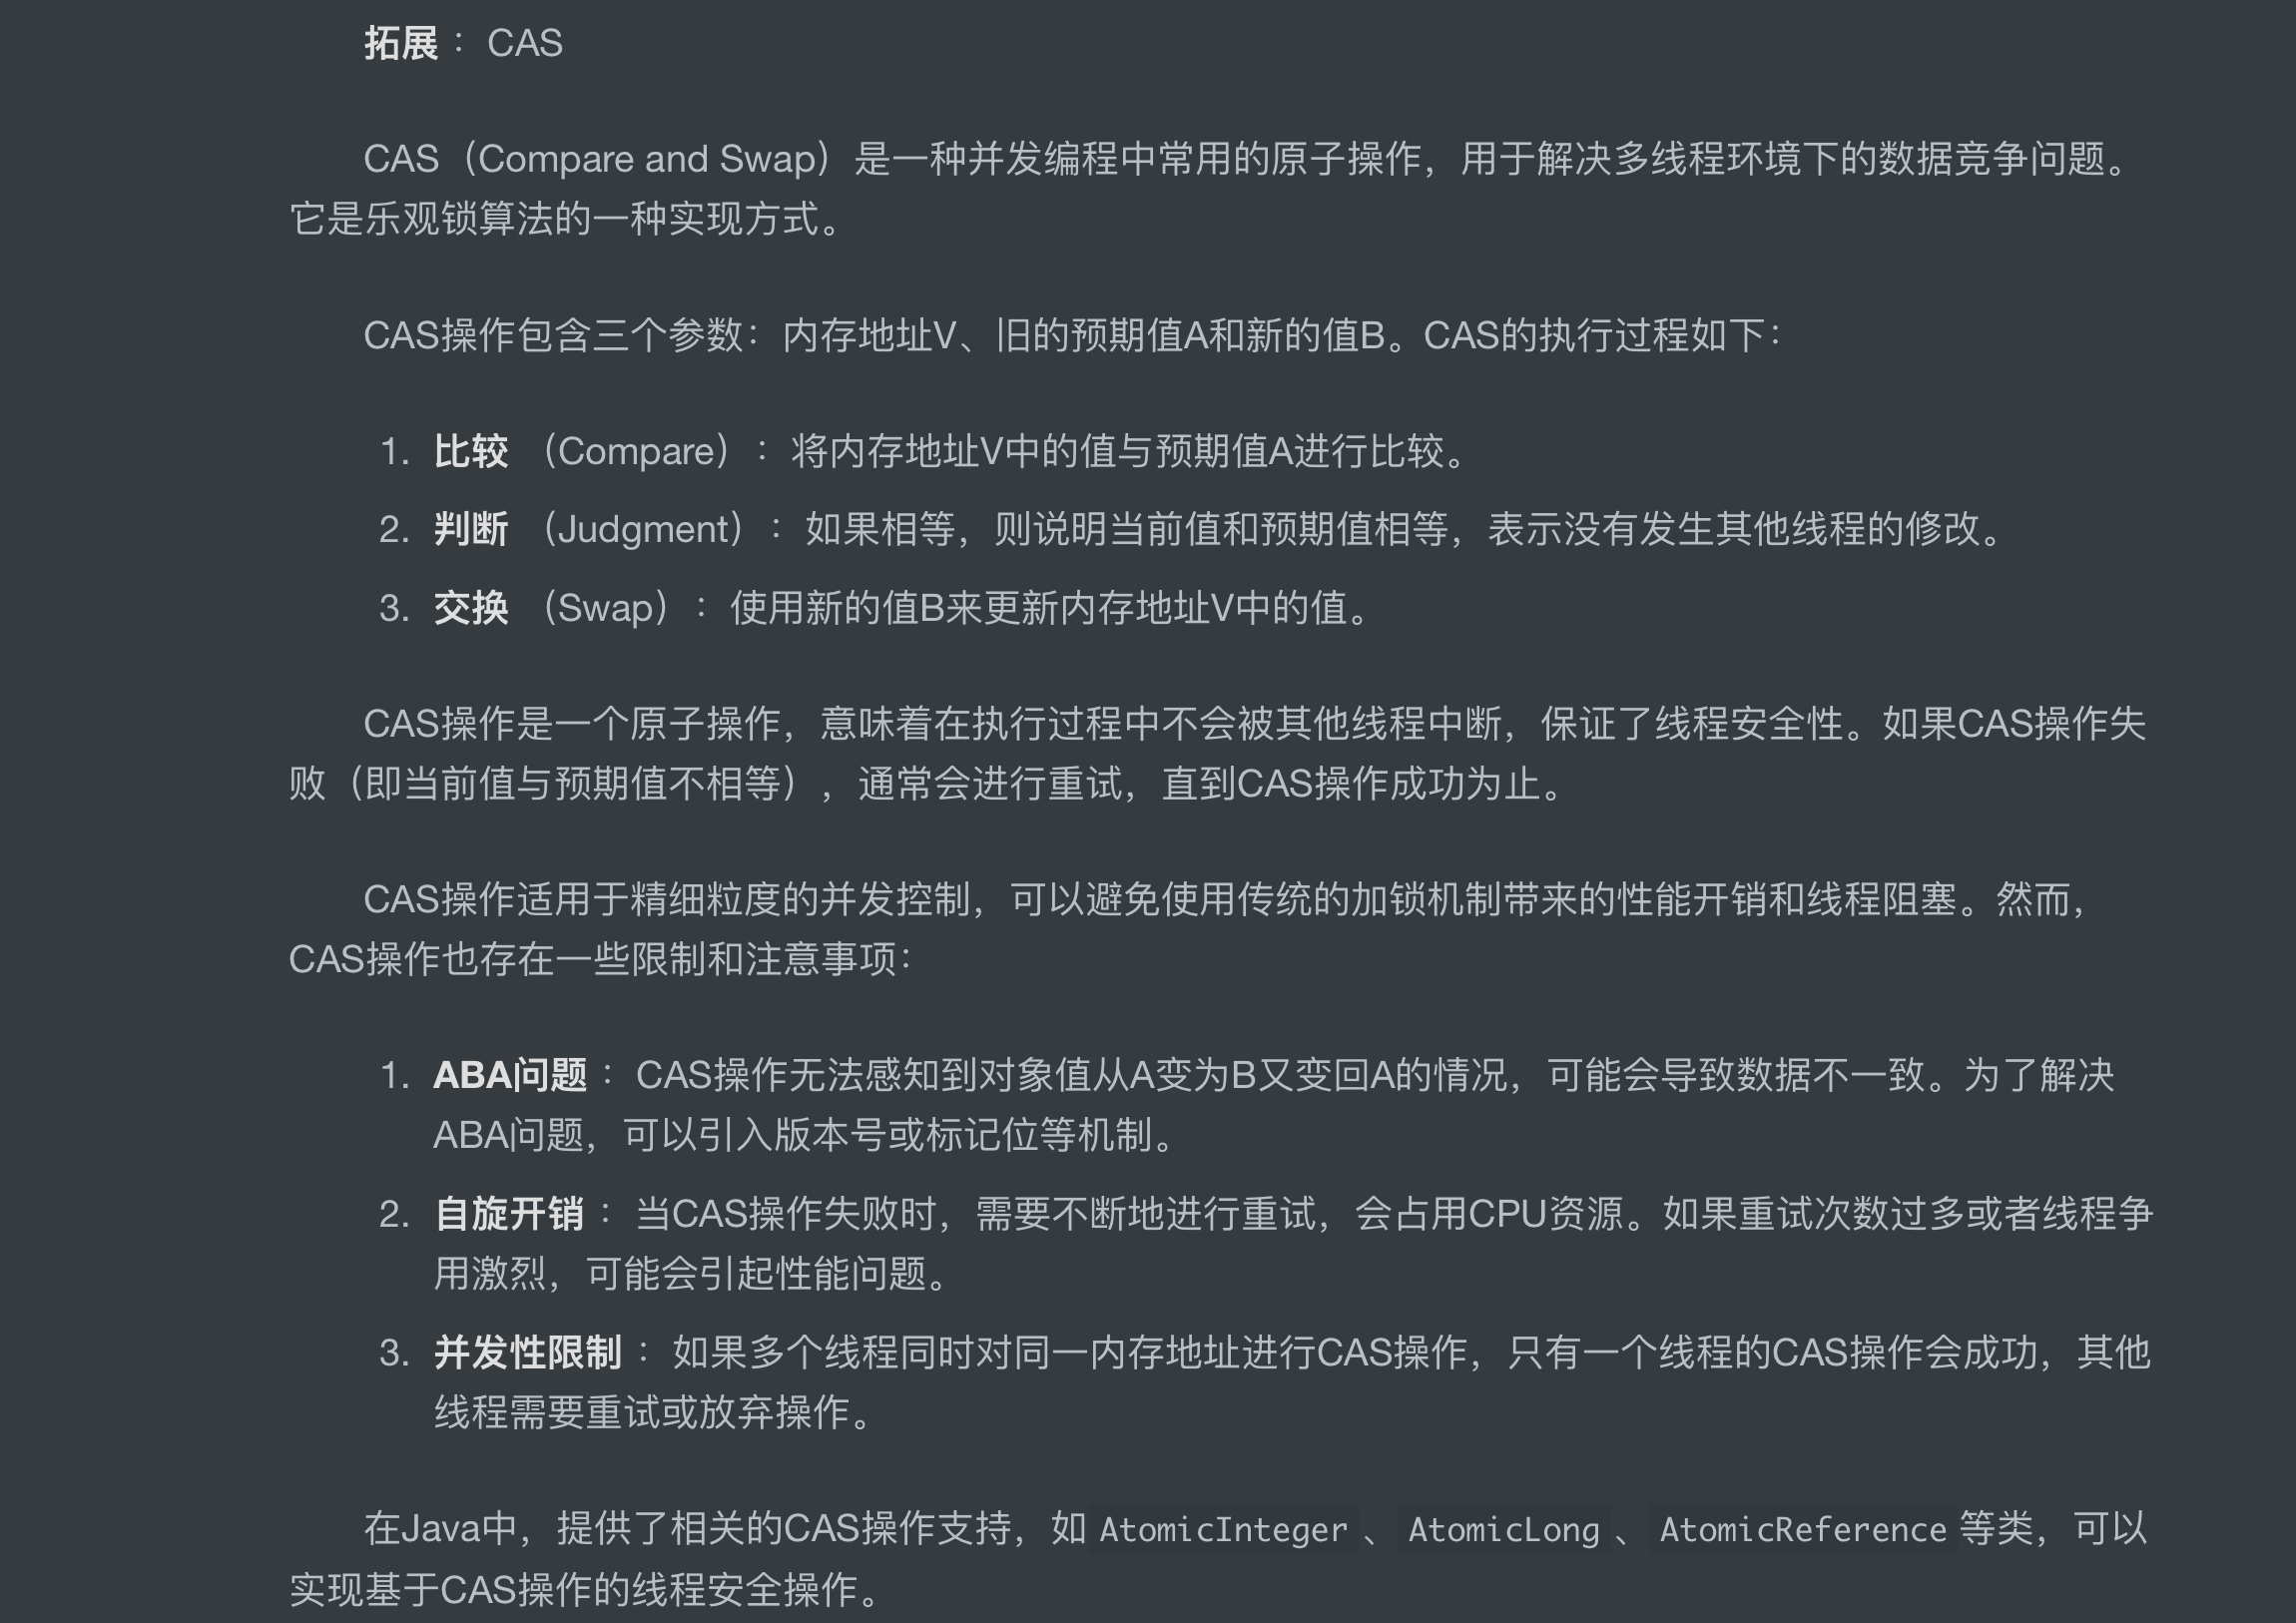 拓展 ：CAS
CAS（Compare and Swap）是一种并发编程中常用的原子操作，用于解决多线程环境下的数据竞争问题。
它是乐观锁算法的一种实现方式。
CAS操作包含三个参数：内存地址V、旧的预期值A和新的值B。CAS的执行过程如下：
1. 比较 （Compare）：将内存地址V中的值与预期值A进行比较。
2. 判断 （Judgment）：如果相等，则说明当前值和预期值相等，表示没有发生其他线程的修改。
3. 交换 （Swap）：使用新的值B来更新内存地址V中的值。
CAS操作是一个原子操作，意味着在执行过程中不会被其他线程中断，保证了线程安全性。如果CAS操作失
败（即当前值与预期值不相等），通常会进行重试，直到CAS操作成功为止。
CAS操作适用于精细粒度的并发控制，可以避免使用传统的加锁机制带来的性能开销和线程阻塞。然而，
CAS操作也存在一些限制和注意事项：
1. ABA问题 ：CAS操作无法感知到对象值从A变为B又变回A的情况，可能会导致数据不一致。为了解决
ABA问题，可以引入版本号或标记位等机制。
2. 自旋开销 ：当CAS操作失败时，需要不断地进行重试，会占用CPU资源。如果重试次数过多或者线程争
用激烈，可能会引起性能问题。
3. 并发性限制 ：如果多个线程同时对同一内存地址进行CAS操作，只有一个线程的CAS操作会成功，其他
线程需要重试或放弃操作。
在Java中，提供了相关的CAS操作支持，如 AtomicInteger 、 AtomicLong 、 AtomicReference 等类，可以
实现基于CAS操作的线程安全操作。